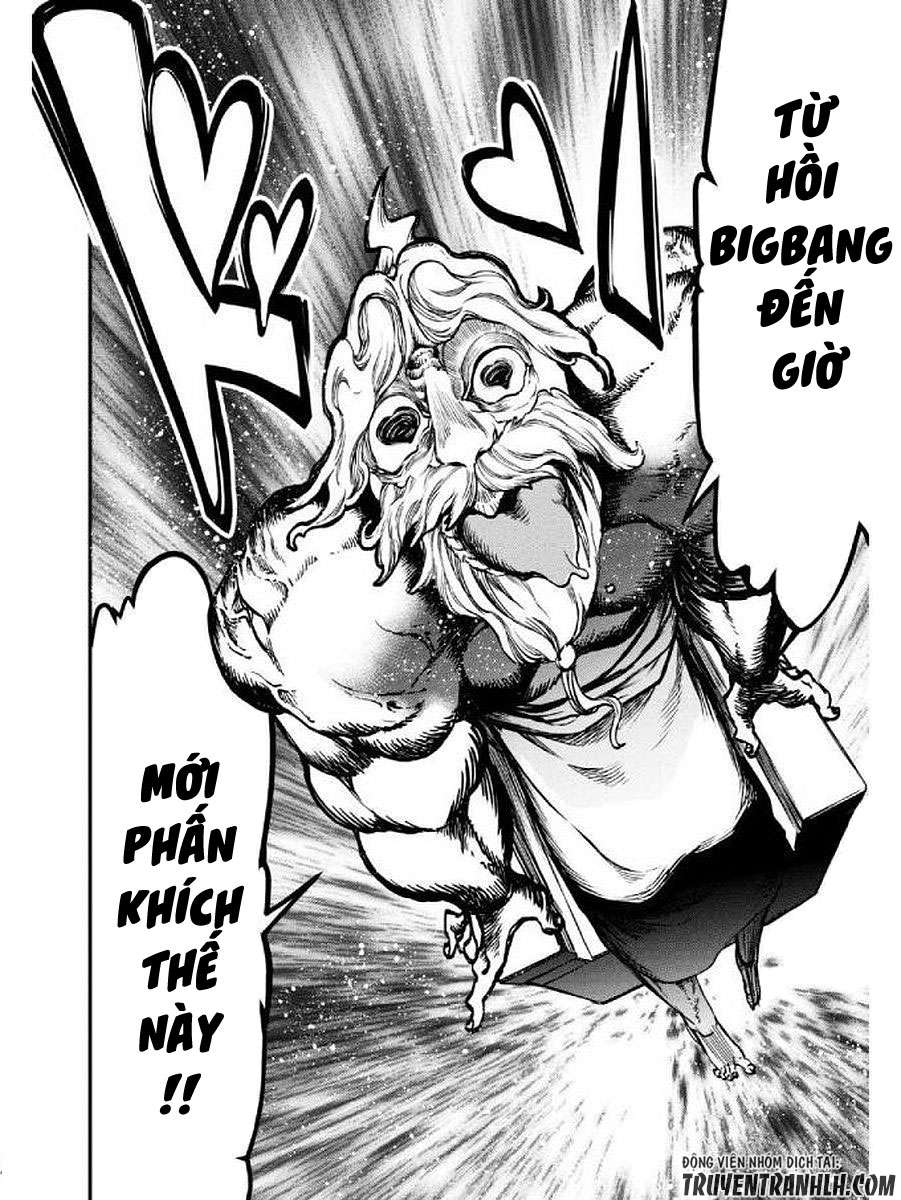 TỪ
HỒI
BIGBANG
ĐẾN
GIỜ
MỚI
PHẤN
KHÍCH
THẾ
NÀY
!!
ĐỘNG VIÊN NHÓM DỊCH TẠI:
TRUYENTRANHLH.COM